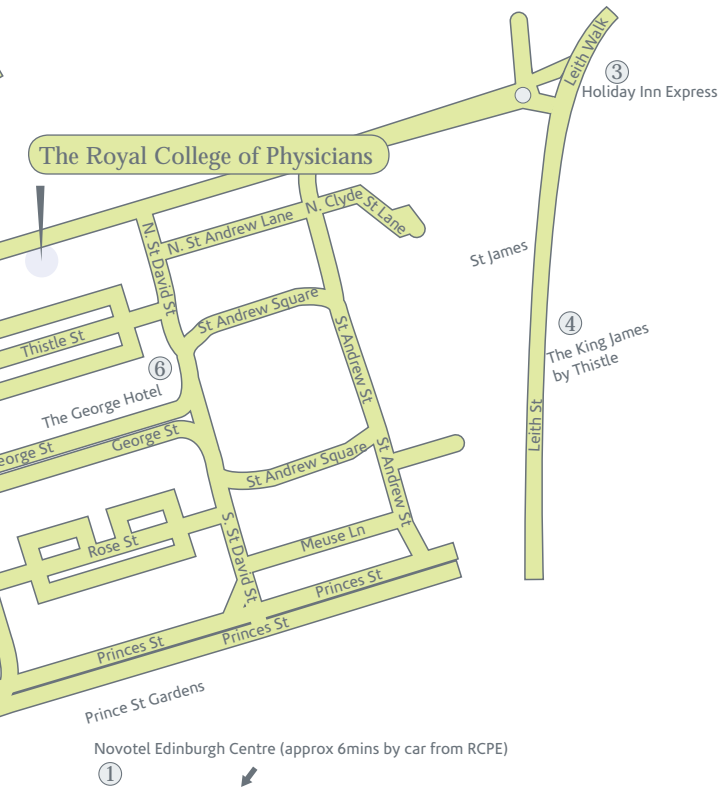 Leith Walk
3
Holiday Inn Express
The Royal College of Physicians
N. St Andrew Lane
N. Clyde
St Lane
N. St David St
St James
St Andrew Square
4
The King James
by Thistle
Thistle St
St Andrew St
6
The George Hotel
Leith St
George St
eorge St
St Andrew Square
St Andrew St
Rose St
S. St David St.
Meuse Ln
Princes St
Princes St
Princes St
Prince St Gardens
Novotel Edinburgh Centre (approx 6mins by car from RCPE)
1